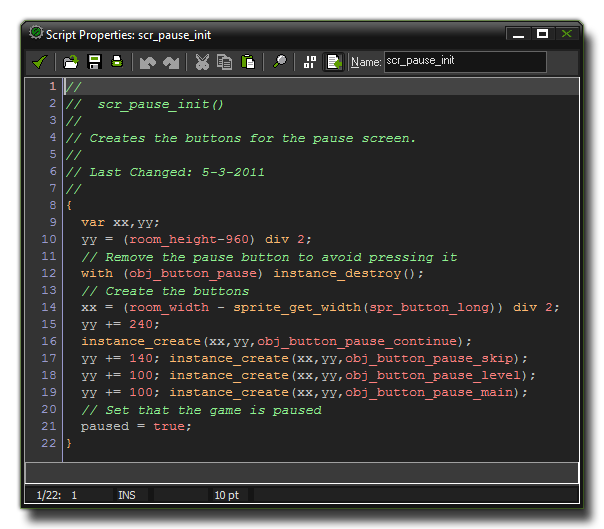 Script Properties: scr_pause_init
Name: scr_pause_init
1 //
2 //  scr_pause_init()
3 //
4 // Creates the buttons for the pause screen.
5 //
6 // Last Changed: 5-3-2011
7 //
8 {
9   var xx,yy;
10   yy = (room_height-960) div 2;
11   // Remove the pause button to avoid pressing it
12   with (obj_button_pause) instance_destroy();
13   // Create the buttons
14   xx = (room_width - sprite_get_width(spr_button_long)) div 2;
15   yy += 240;
16   instance_create(xx,yy,obj_button_pause_continue);
17   yy += 140; instance_create(xx,yy,obj_button_pause_skip);
18   yy += 100; instance_create(xx,yy,obj_button_pause_level);
19   yy += 100; instance_create(xx,yy,obj_button_pause_main);
20   // Set that the game is paused
21   paused = true;
22 }
1/22: 1 INS 10 pt